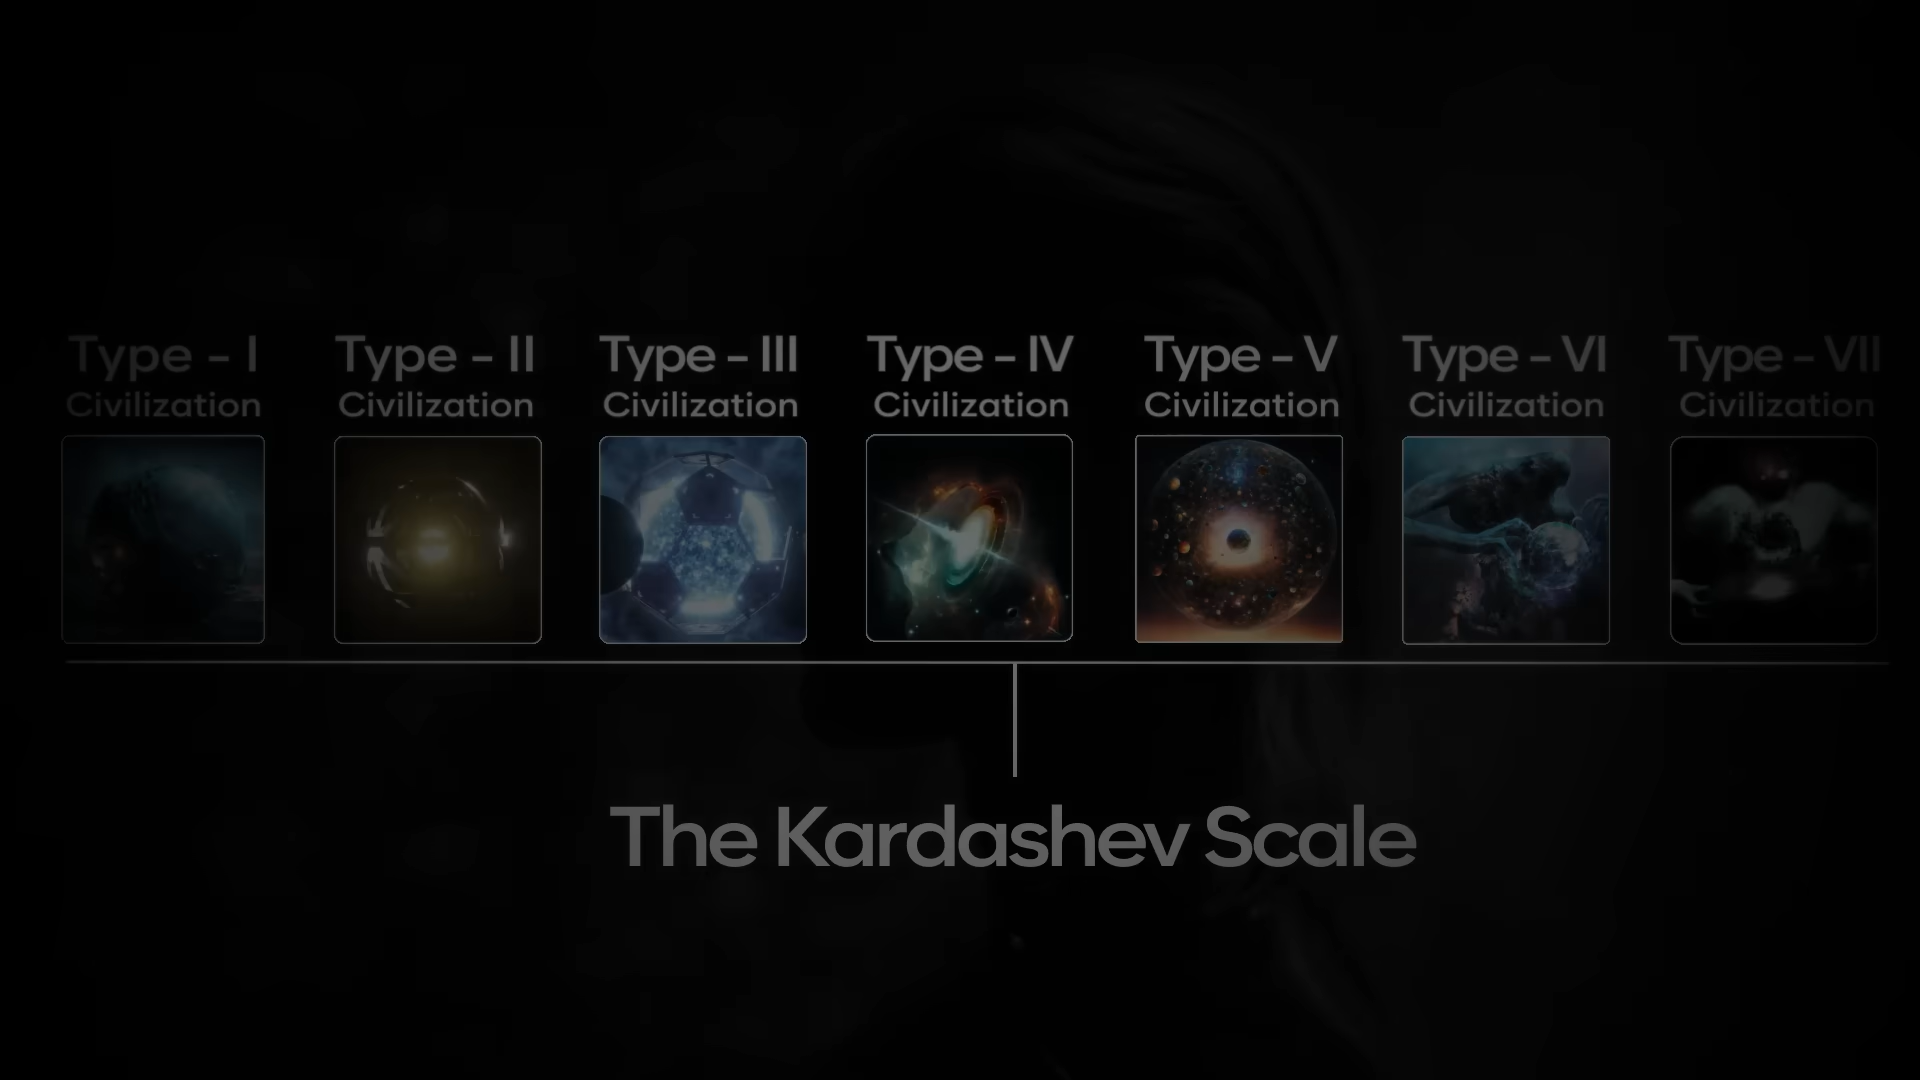 Type - I
Civilization
Type - II
Civilization
Type - III
Civilization
Type - IV
Civilization
Type - V
Civilization
Type - VI
Civilization
Type - VII
Civilization
The Kardashev Scale